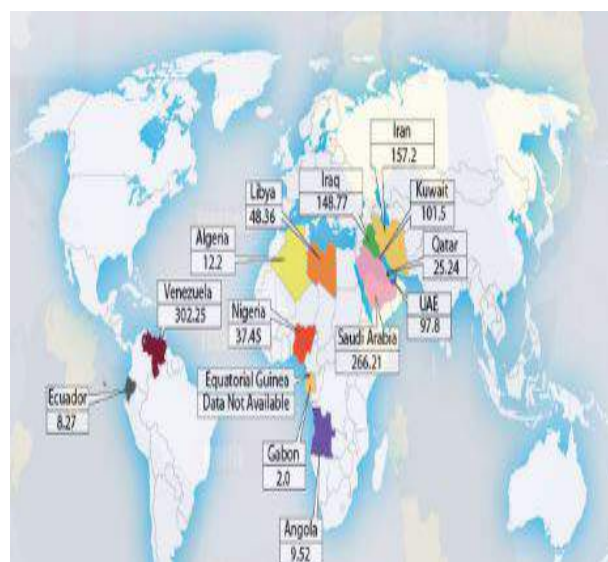 Iran
157.2
Iraq
148.77
Libya
48.36
Kuwait
101.5
Algeria
12.2
Qatar
25.24
Venezuela
302.25
Nigeria
37.45
UAE
97.8
Saudi Arabia
266.21
Equatorial Guinea
Data Not Available
Ecuador
8.27
Gabon
2.0
Angola
9.52